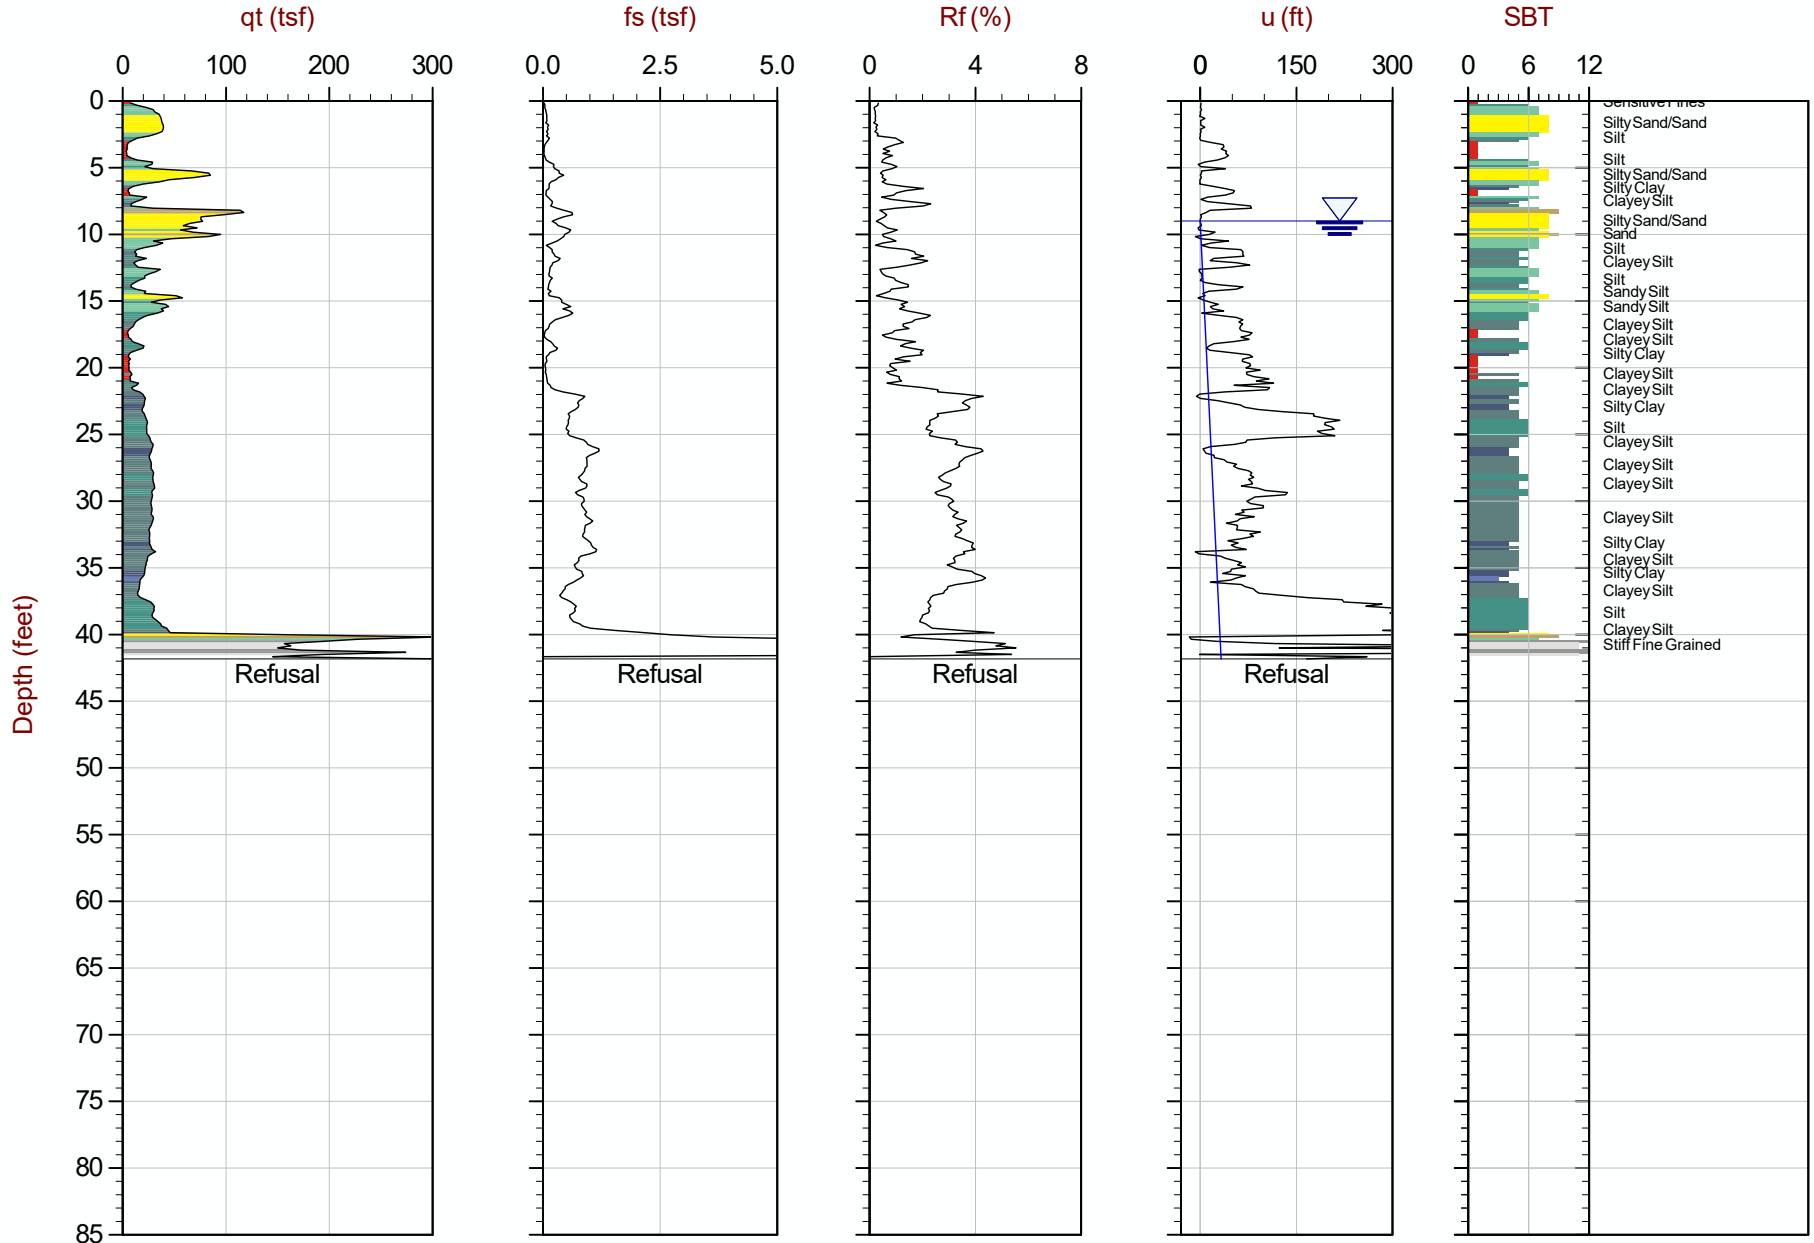 qt (tsf) fs (tsf) Rf (%) u (ft) SBT
0 100 200 300 0.0 2.5 5.0 0 4 8 0 150 300 0 6 12
0
5
10
15
20
25
30
35
40
45
50
55
60
65
70
75
80
85
Depth (feet)
Refusal Refusal Refusal Refusal
Sensitive Fines
Silty Sand/Sand
Silt
Silt
Silty Sand/Sand
Silty Clay
Clayey Silt
Silty Sand/Sand
Sand
Silt
Clayey Silt
Silt
Sandy Silt
Sandy Silt
Clayey Silt
Clayey Silt
Silty Clay
Clayey Silt
Clayey Silt
Silty Clay
Silt
Clayey Silt
Clayey Silt
Clayey Silt
Clayey Silt
Silty Clay
Clayey Silt
Silty Clay
Clayey Silt
Silt
Clayey Silt
Stiff Fine Grained